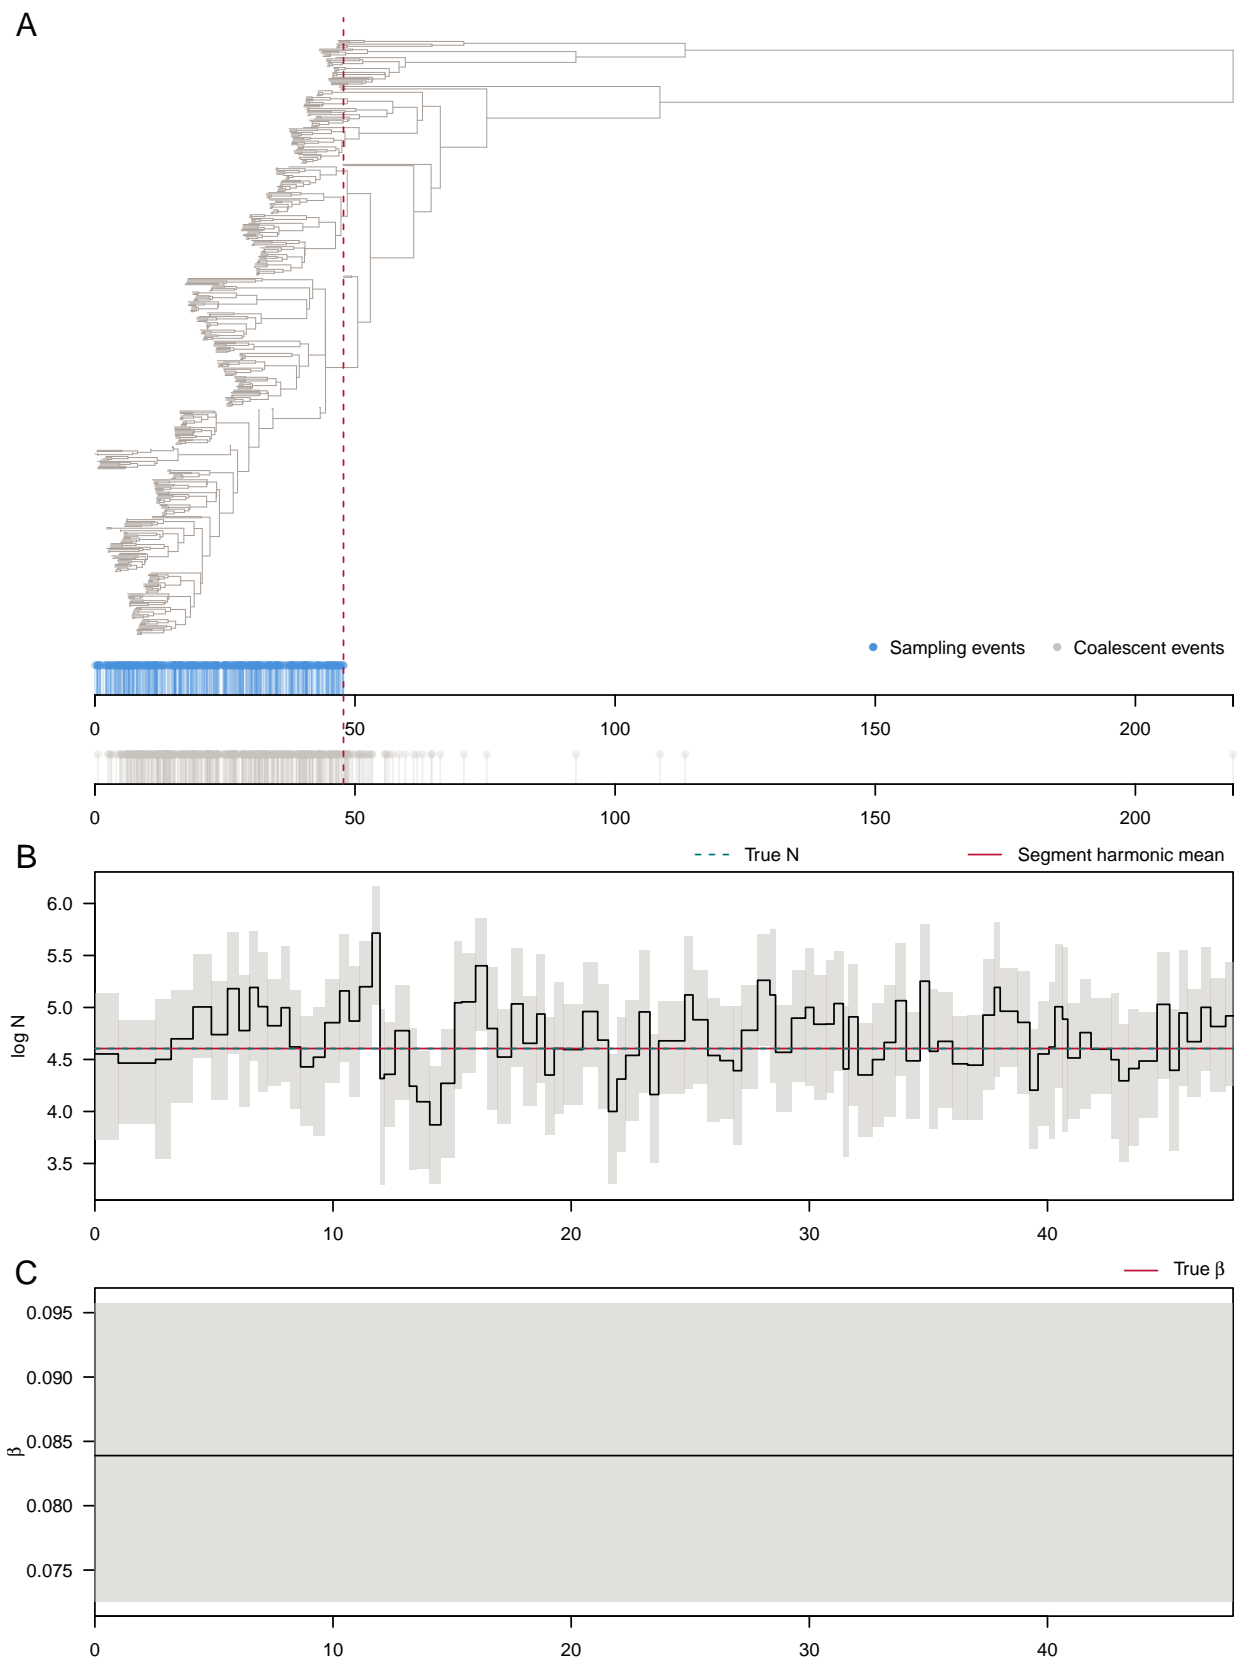 A
Sampling events
Coalescent events
0 50 100 150 200
0 50 100 150 200
B
True N
Segment harmonic mean
log N
6.0
5.5
5.0
4.5
4.0
3.5
0 10 20 30 40
C
True β
β
0.095
0.090
0.085
0.080
0.075
0 10 20 30 40